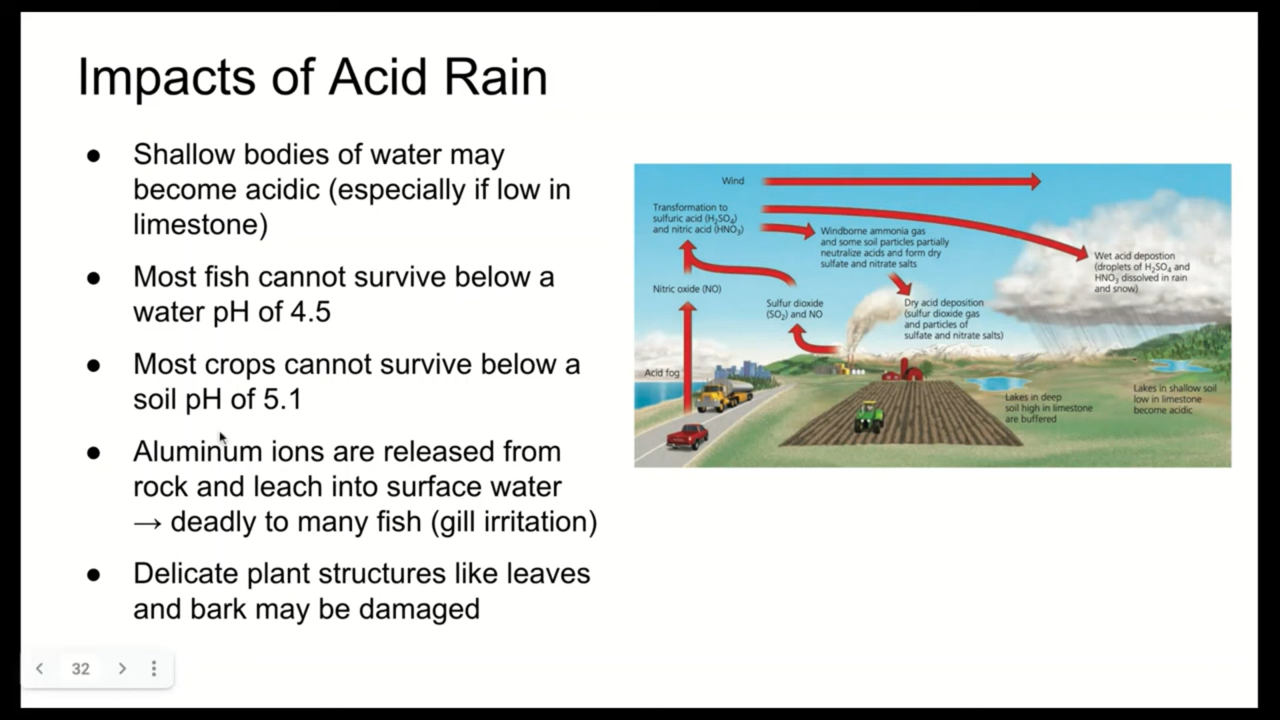 Impacts of Acid Rain
● Shallow bodies of water may
become acidic (especially if low in
limestone)
● Most fish cannot survive below a
water pH of 4.5
● Most crops cannot survive below a
soil pH of 5.1
● Aluminum ions are released from
rock and leach into surface water
→ deadly to many fish (gill irritation)
● Delicate plant structures like leaves
and bark may be damaged
Wind
Transformation to
sulfuric acid (H₂SO₄)
and nitric acid (HNO₃)
Windborne ammonia gas
and some soil particles partially
neutralize acids and form dry
sulfate and nitrate salts
Wet acid depostion
(droplets of H₂SO₄ and
HNO₃ dissolved in rain
and snow)
Nitric oxide (NO)
Sulfur dioxide
(SO₂) and NO
Dry acid deposition
(sulfur dioxide gas
and particles of
sulfate and nitrate salts)
Acid fog
Lakes in deep
soil high in limestone
are buffered
Lakes in shallow soil
low in limestone
become acidic
32